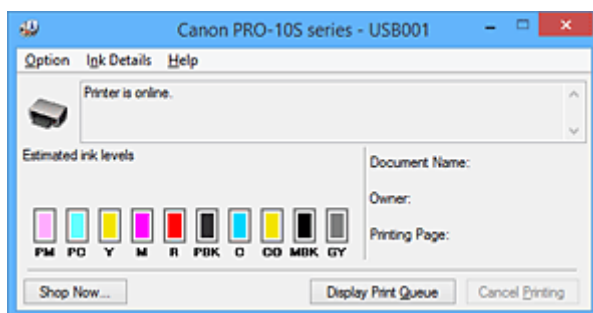 Canon PRO-10S series - USB001
Option Ink Details Help
Printer is online.
Estimated ink levels
Document Name:
Owner:
Printing Page:
PM PC Y M R PBK C CO MBK GY
Shop Now... Display Print Queue Cancel Printing